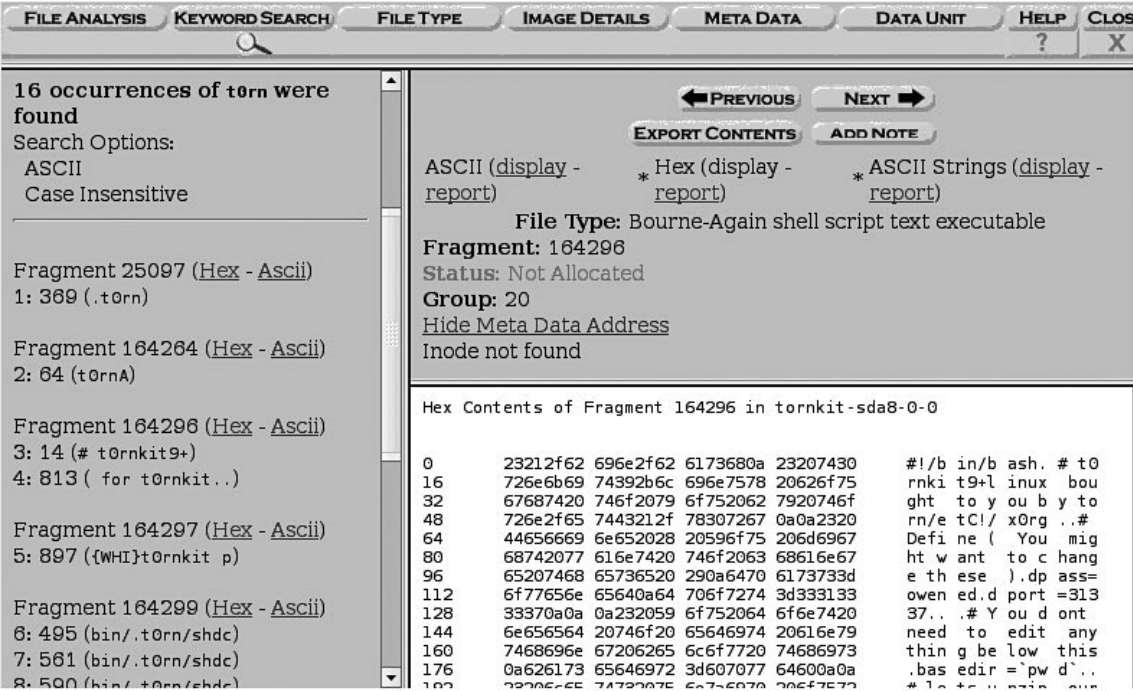 FILE ANALYSIS KEYWORD SEARCH FILE TYPE IMAGE DETAILS META DATA DATA UNIT HELP CLOS
? X
16 occurrences of t0rn were
found
Search Options:
ASCII
Case Insensitive
Fragment 25097 (Hex - Ascii)
1: 369 (.t0rn)
Fragment 164264 (Hex - Ascii)
2: 64 (t0rnA)
Fragment 164296 (Hex - Ascii)
3: 14 (# t0rnkit9+)
4: 813 ( for t0rnkit..)
Fragment 164297 (Hex - Ascii)
5: 897 ({WHI}t0rnkit p)
Fragment 164299 (Hex - Ascii)
6: 495 (bin/.t0rn/shdc)
7: 561 (bin/.t0rn/shdc)
8: 590 (bin/.t0rn/shdc)
PREVIOUS NEXT
EXPORT CONTENTS ADD NOTE
ASCII (display - report) * Hex (display - report) * ASCII Strings (display - report)
File Type: Bourne-Again shell script text executable
Fragment: 164296
Status: Not Allocated
Group: 20
Hide Meta Data Address
Inode not found
Hex Contents of Fragment 164296 in tornkit-sda8-0-0
0 23212f62 696e2f62 6173680a 23207430 #!/b in/b ash. # t0
16 726e6b69 74392b6c 696e7578 20626f75 rnki t9+l inux bou
32 67687420 746f2079 6f752062 7920746f ght to y ou b y to
48 726e2f65 7443212f 78307267 0a0a2320 rn/e tC!/ x0rg ..#
64 44656669 6e652028 20596f75 206d6967 Defi ne ( You mig
80 68742077 616e7420 746f2063 68616e67 ht w ant to c hang
96 65207468 65736520 290a6470 6173733d e th ese ).dp ass=
112 6f77656e 65640a64 706f7274 3d333133 owen ed.d port =313
128 33370a0a 0a232059 6f752064 6f6e7420 37.. .# Y ou d ont
144 6e656564 20746f20 65646974 20616e79 need to edit any
160 7468696e 67206265 6c6f7720 74686973 thin g be low this
176 0a626173 65646972 3d607077 64600a0a .bas edir =`pw d`..